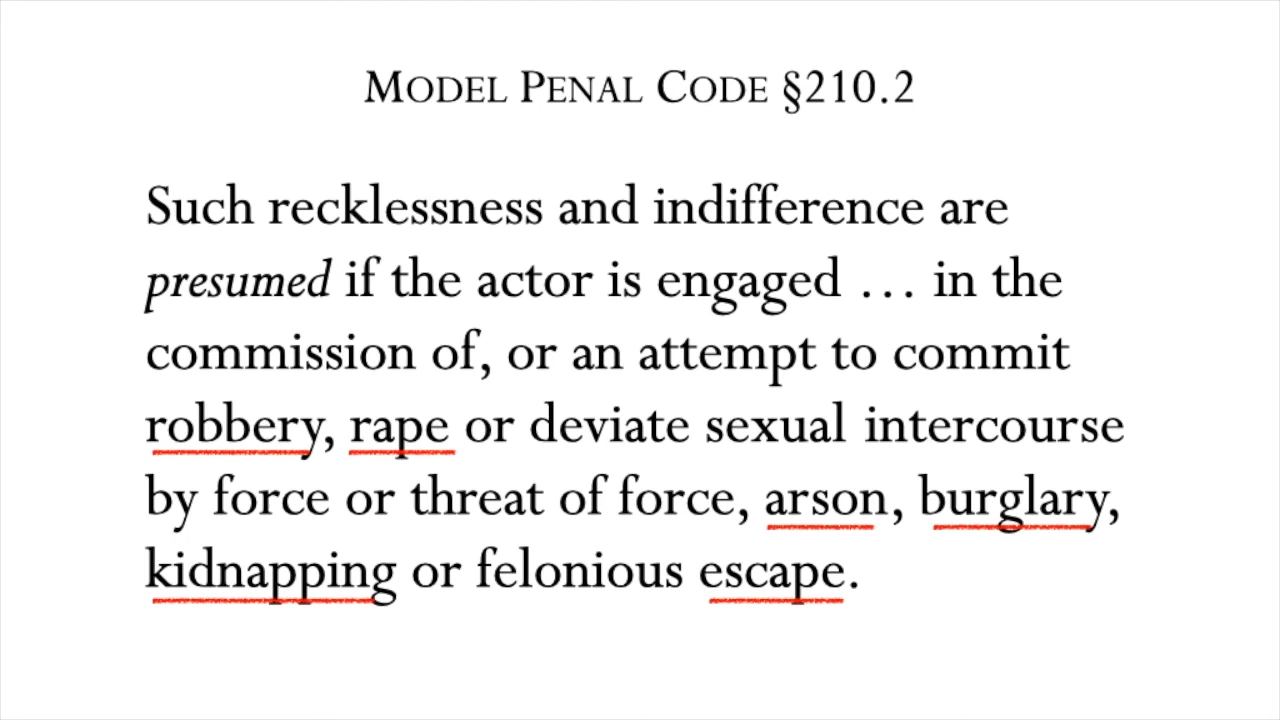 MODEL PENAL CODE §210.2
Such recklessness and indifference are
presumed if the actor is engaged … in the
commission of, or an attempt to commit
robbery, rape or deviate sexual intercourse
by force or threat of force, arson, burglary,
kidnapping or felonious escape.